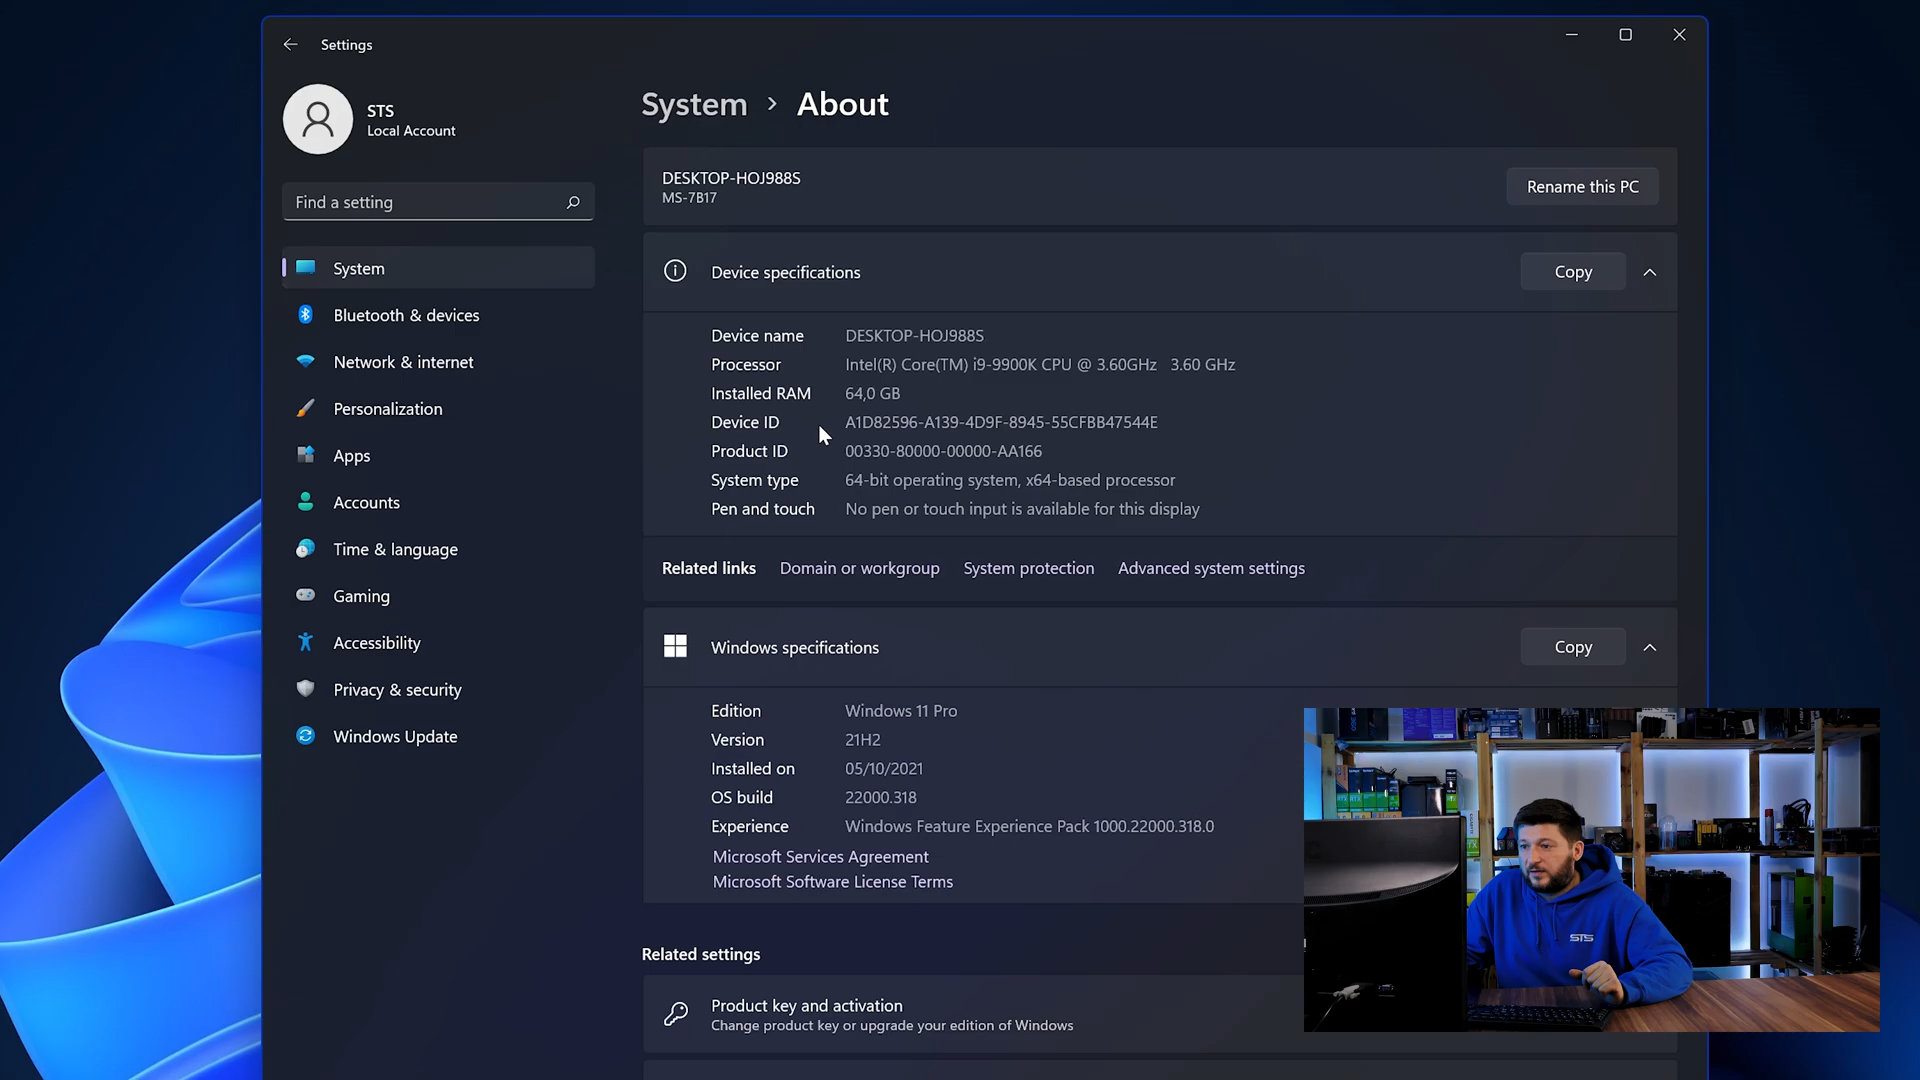 Settings
STS
Local Account
Find a setting
System
Bluetooth & devices
Network & internet
Personalization
Apps
Accounts
Time & language
Gaming
Accessibility
Privacy & security
Windows Update
System > About
DESKTOP-HOJ988S
MS-7B17
Rename this PC
Device specifications
Copy
Device name DESKTOP-HOJ988S
Processor Intel(R) Core(TM) i9-9900K CPU @ 3.60GHz 3.60 GHz
Installed RAM 64,0 GB
Device ID A1D82596-A139-4D9F-8945-55CFBB47544E
Product ID 00330-80000-00000-AA166
System type 64-bit operating system, x64-based processor
Pen and touch No pen or touch input is available for this display
Related links Domain or workgroup System protection Advanced system settings
Windows specifications
Copy
Edition Windows 11 Pro
Version 21H2
Installed on 05/10/2021
OS build 22000.318
Experience Windows Feature Experience Pack 1000.22000.318.0
Microsoft Services Agreement
Microsoft Software License Terms
Related settings
Product key and activation
Change product key or upgrade your edition of Windows
STS